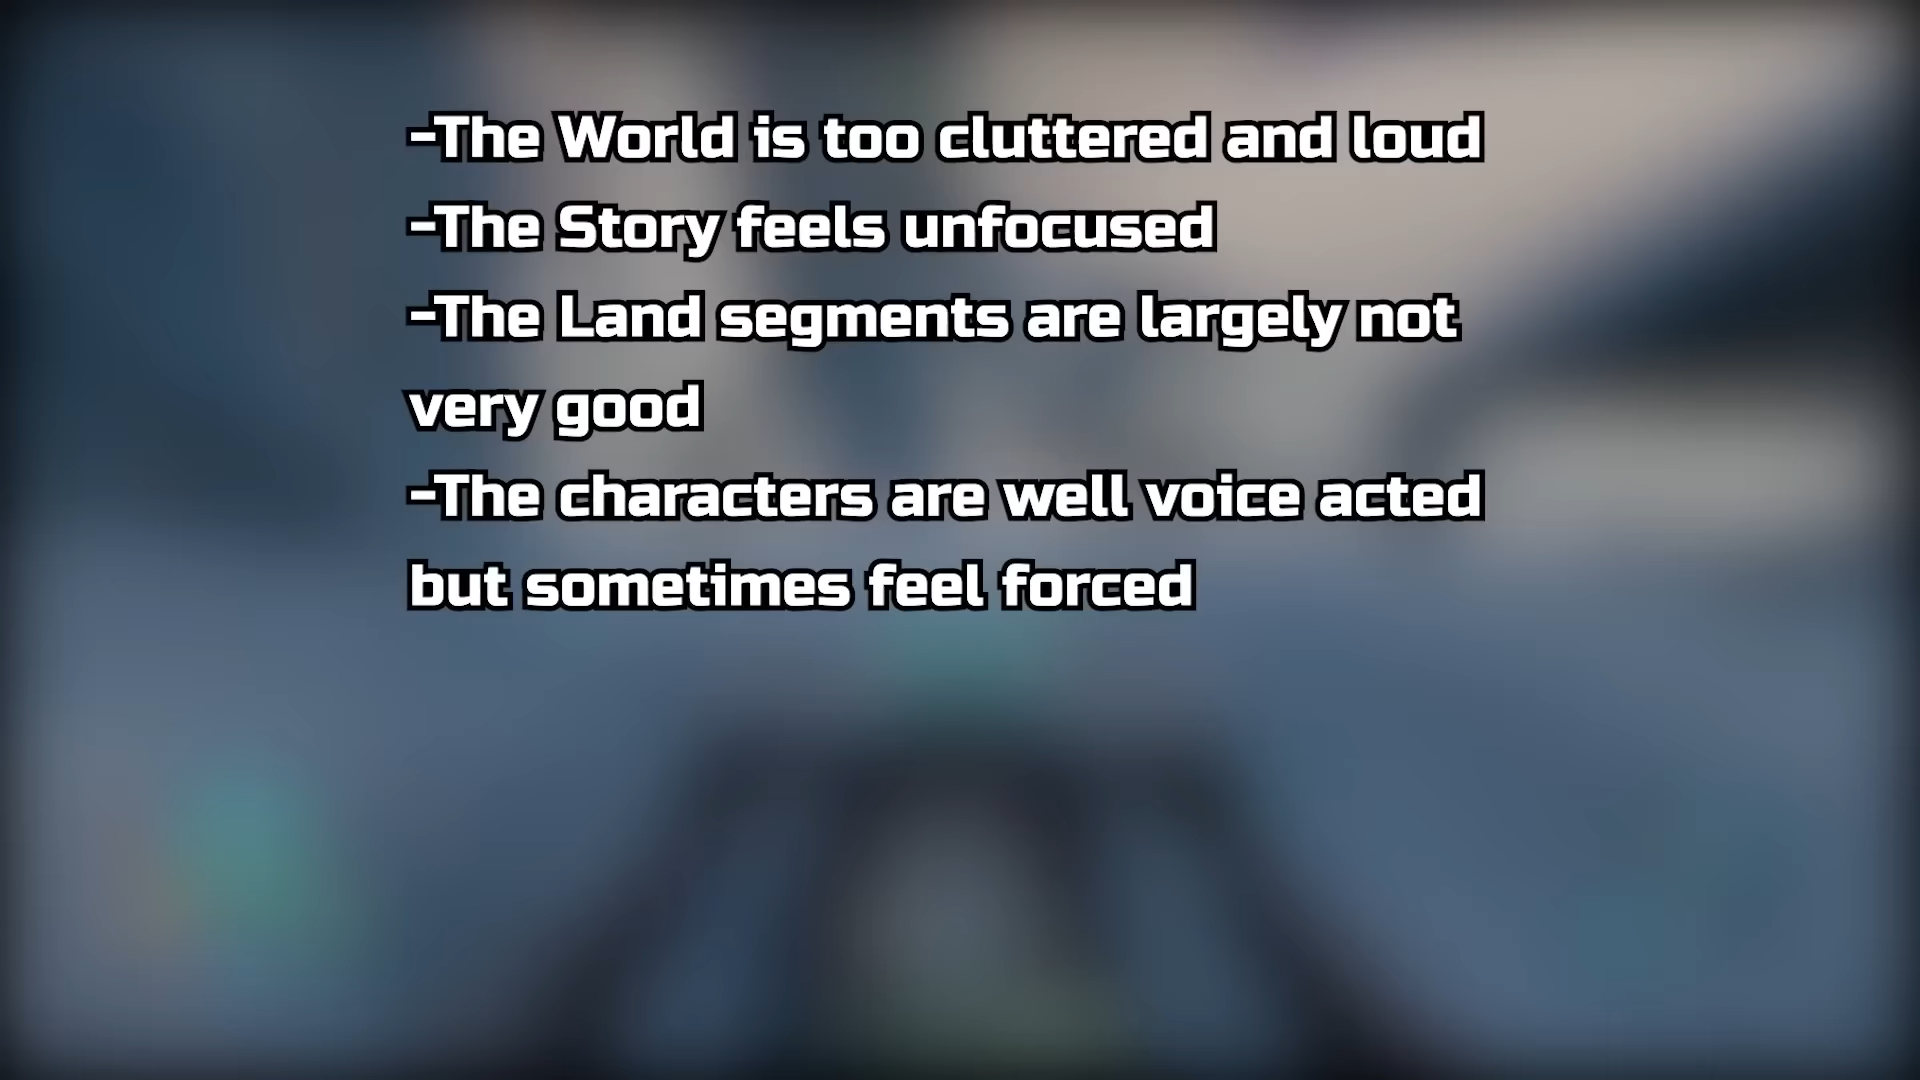 -The World is too cluttered and loud
-The Story feels unfocused
-The Land segments are largely not
very good
-The characters are well voice acted
but sometimes feel forced